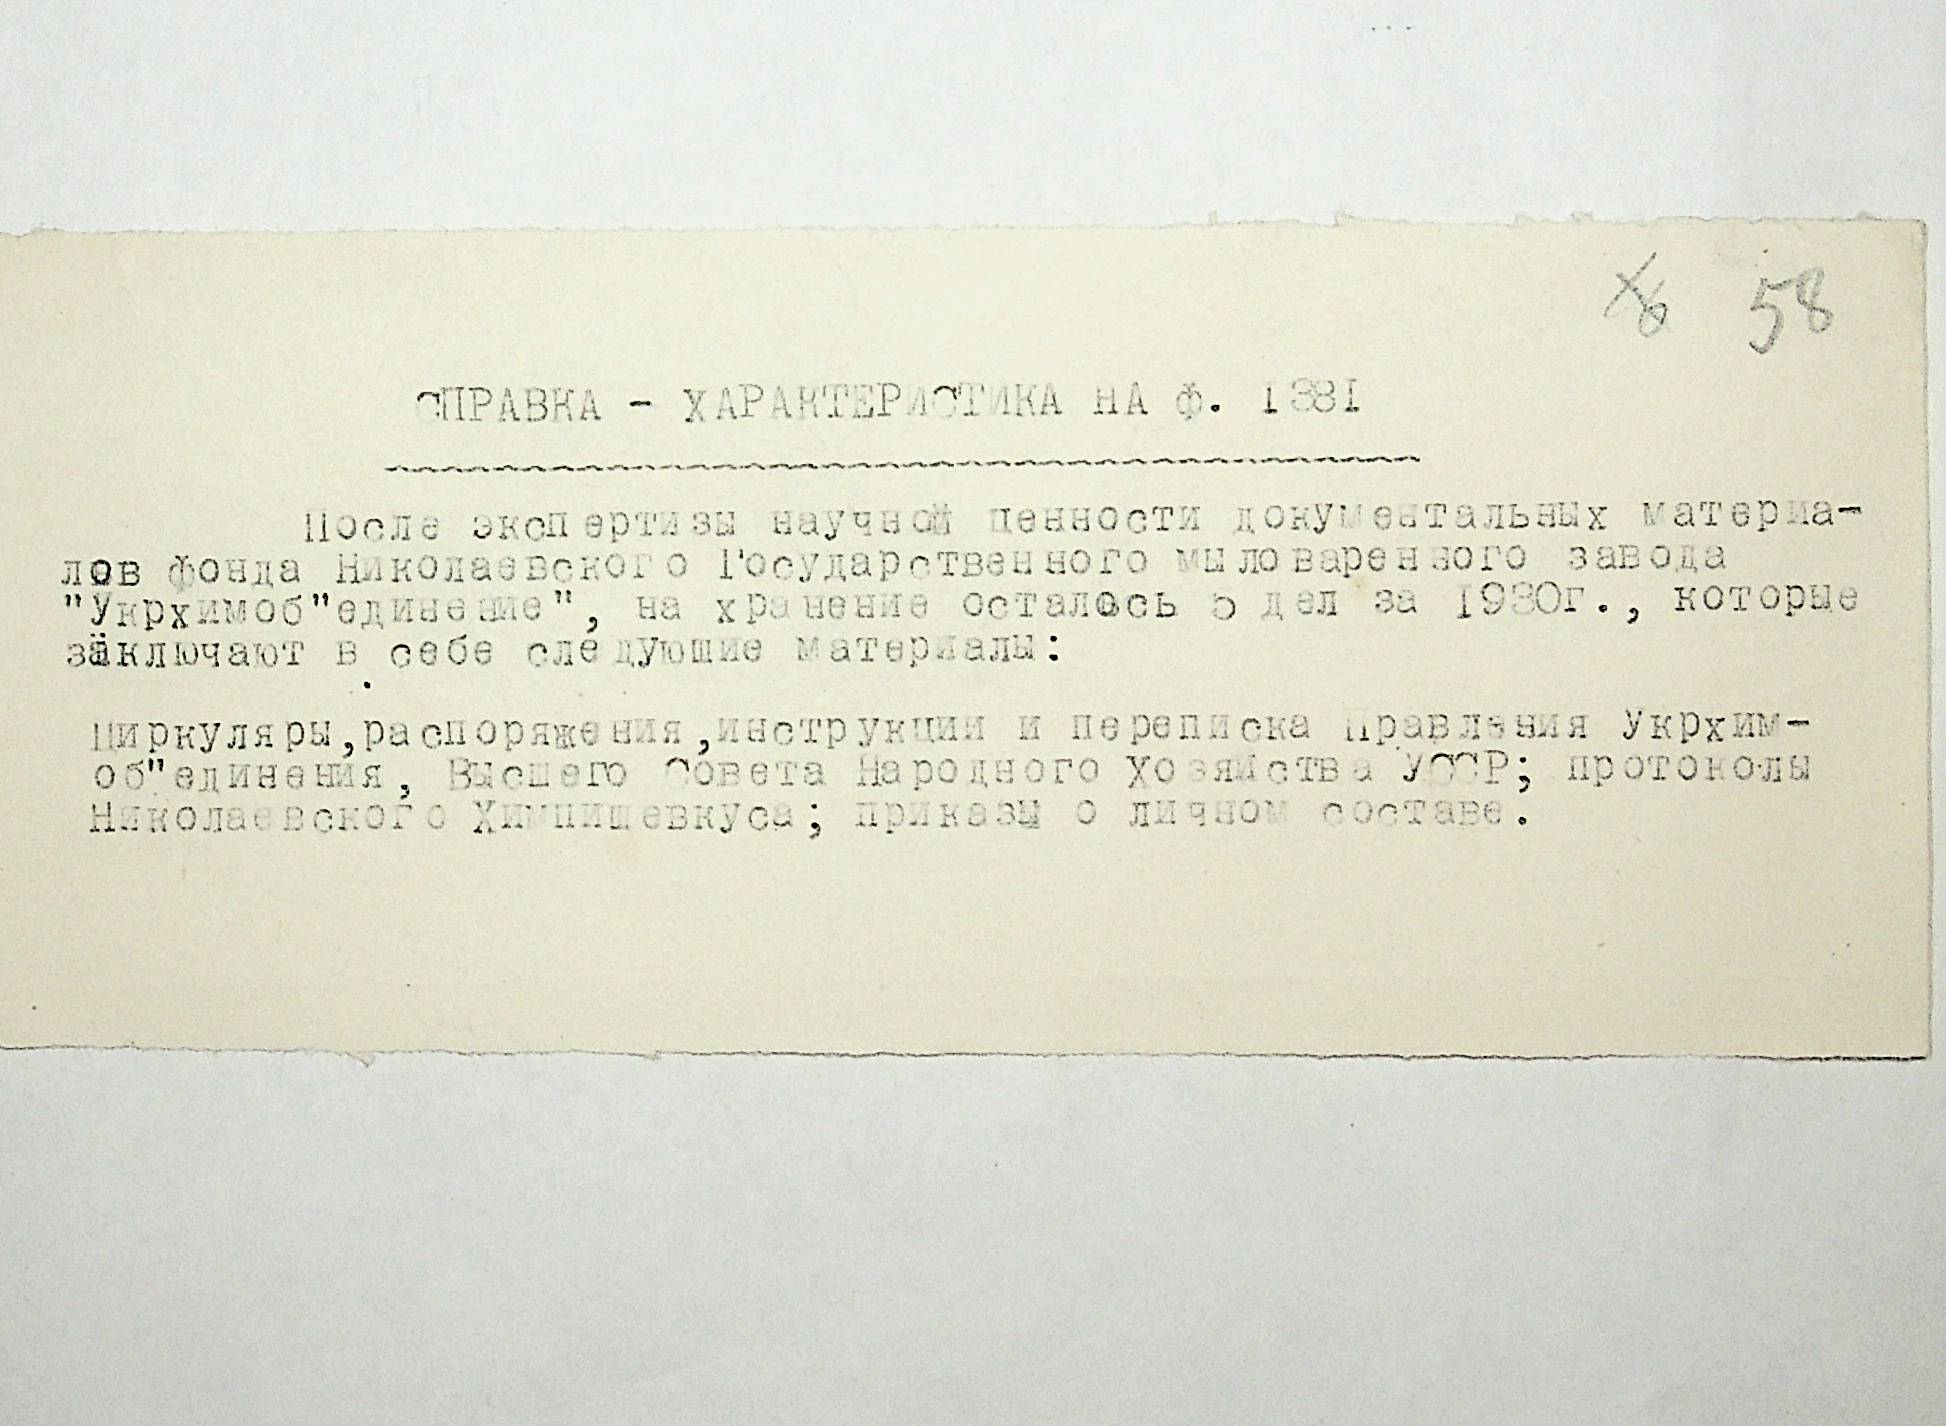 58
СПРАВКА - ХАРАКТЕРИСТИКА НА Ф. 1381
После эксп ертизы научной ценности документальных материа-
лов фонда Николаевского Государственного мыловаренного завода
"Укрхимоб"единение", на хранение осталось 5 дел за 1930г., которые
заключают в себе следующие материалы:
Циркуляры,распоряжения,инструкции и переписка Правления Укрхим-
об"единения, Высшего Совета Народного Хозяйства УССР; протоколы
Николаевского Химпищевкуса; приказы о личном составе.